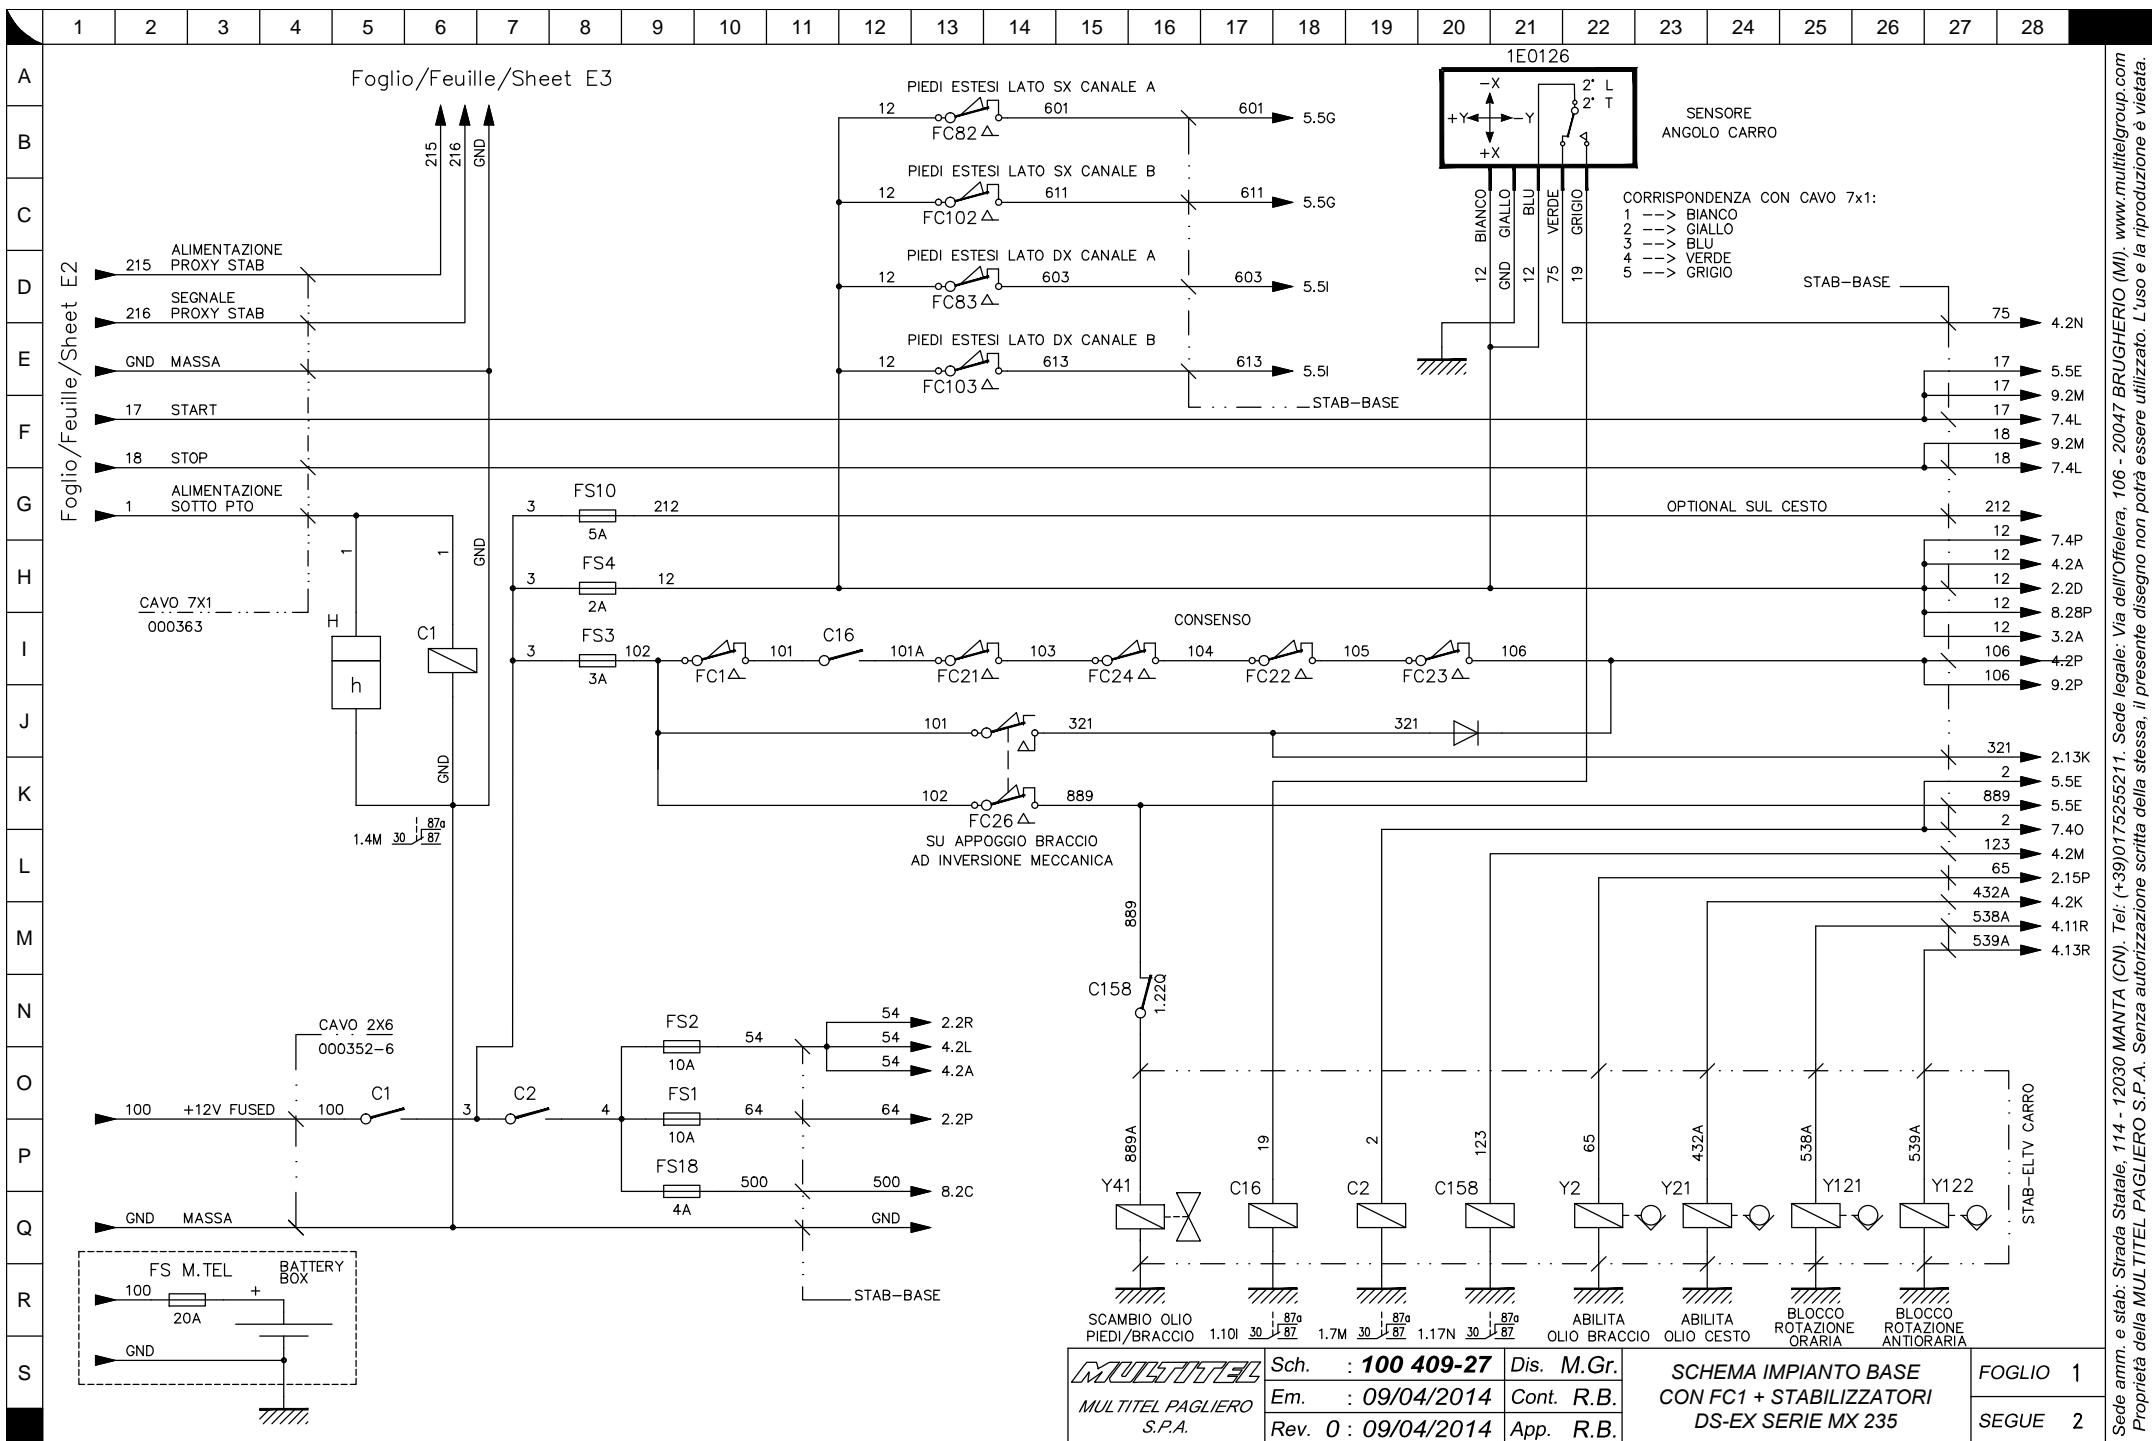 1 2 3 4 5 6 7 8 9 10 11 12 13 14 15 16 17 18 19 20 21 22 23 24 25 26 27 28
A
B
C
D
E
F
G
H
I
J
K
L
M
N
O
P
Q
R
S
Foglio/Feuille/Sheet E3
215
216
GND
Foglio/Feuille/Sheet E2
215 ALIMENTAZIONE
PROXY STAB
216 SEGNALE
PROXY STAB
GND MASSA
17 START
18 STOP
1 ALIMENTAZIONE
SOTTO PTO
CAVO 7X1
000363
1
1
GND
H
h
C1
GND
1.4M 30 87a
87
PIEDI ESTESI LATO SX CANALE A
12 FC82 601 601 5.5G
PIEDI ESTESI LATO SX CANALE B
12 FC102 611 611 5.5G
PIEDI ESTESI LATO DX CANALE A
12 FC83 603 603 5.5I
PIEDI ESTESI LATO DX CANALE B
12 FC103 613 613 5.5I
STAB-BASE
1E0126
-X
+Y -Y
+X
2° L
2° T
SENSORE
ANGOLO CARRO
BIANCO
GIALLO
BLU
VERDE
GRIGIO
12
GND
12
75
19
CORRISPONDENZA CON CAVO 7x1:
1 --> BIANCO
2 --> GIALLO
3 --> BLU
4 --> VERDE
5 --> GRIGIO
STAB-BASE
75 4.2N
17 5.5E
17 9.2M
17 7.4L
18 9.2M
18 7.4L
3 FS10 212
5A
OPTIONAL SUL CESTO
212
12 7.4P
12 4.2A
12 2.2D
12 8.28P
12 3.2A
3 FS4 12
2A
3 FS3 102
3A
CONSENSO
FC1 101 C16 101A FC21 103 FC24 104 FC22 105 FC23 106
106 4.2P
106 9.2P
101 321 321
321 2.13K
2 5.5E
889 5.5E
2 7.4O
123 4.2M
65 2.15P
432A 4.2K
538A 4.11R
539A 4.13R
102 889
FC26
SU APPOGGIO BRACCIO
AD INVERSIONE MECCANICA
889
C158
1.22Q
CAVO 2X6
000352-6
100 +12V FUSED 100 C1 3 C2 4
FS2 54
10A
54 2.2R
54 4.2L
54 4.2A
FS1 64 64 2.2P
10A
FS18 500 500 8.2C
4A
GND MASSA GND
STAB-BASE
FS M.TEL
100
20A
+
BATTERY
BOX
GND
889A
19
2
123
65
432A
538A
539A
STAB-ELTV CARRO
Y41
C16
C2
C158
Y2
Y21
Y121
Y122
SCAMBIO OLIO
PIEDI/BRACCIO
1.10I 30 87a
87
1.7M 30 87a
87
1.17N 30 87a
87
ABILITA
OLIO BRACCIO
ABILITA
OLIO CESTO
BLOCCO
ROTAZIONE
ORARIA
BLOCCO
ROTAZIONE
ANTIORARIA
MULTITEL
MULTITEL PAGLIERO
S.P.A.
Sch. : 100 409-27
Em. : 09/04/2014
Rev. 0 : 09/04/2014
Dis. M.Gr.
Cont. R.B.
App. R.B.
SCHEMA IMPIANTO BASE
CON FC1 + STABILIZZATORI
DS-EX SERIE MX 235
FOGLIO 1
SEGUE 2
Sede amm. e stab: Strada Statale, 114 - 12030 MANTA (CN). Tel: (+39)0175255211. Sede legale: Via dell'Offelera, 106 - 20047 BRUGHERIO (MI). www.multitelgroup.com
Proprietà della MULTITEL PAGLIERO S.P.A. Senza autorizzazione scritta della stessa, il presente disegno non potrà essere utilizzato. L'uso e la riproduzione è vietata.